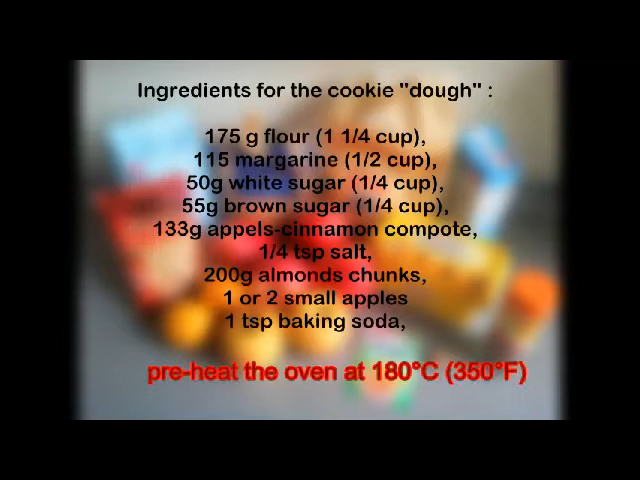 Ingredients for the cookie "dough" :
175 g flour (1 1/4 cup),
115 margarine (1/2 cup),
50g white sugar (1/4 cup),
55g brown sugar (1/4 cup),
133g appels-cinnamon compote,
1/4 tsp salt,
200g almonds chunks,
1 or 2 small apples
1 tsp baking soda,
pre-heat the oven at 180°C (350°F)